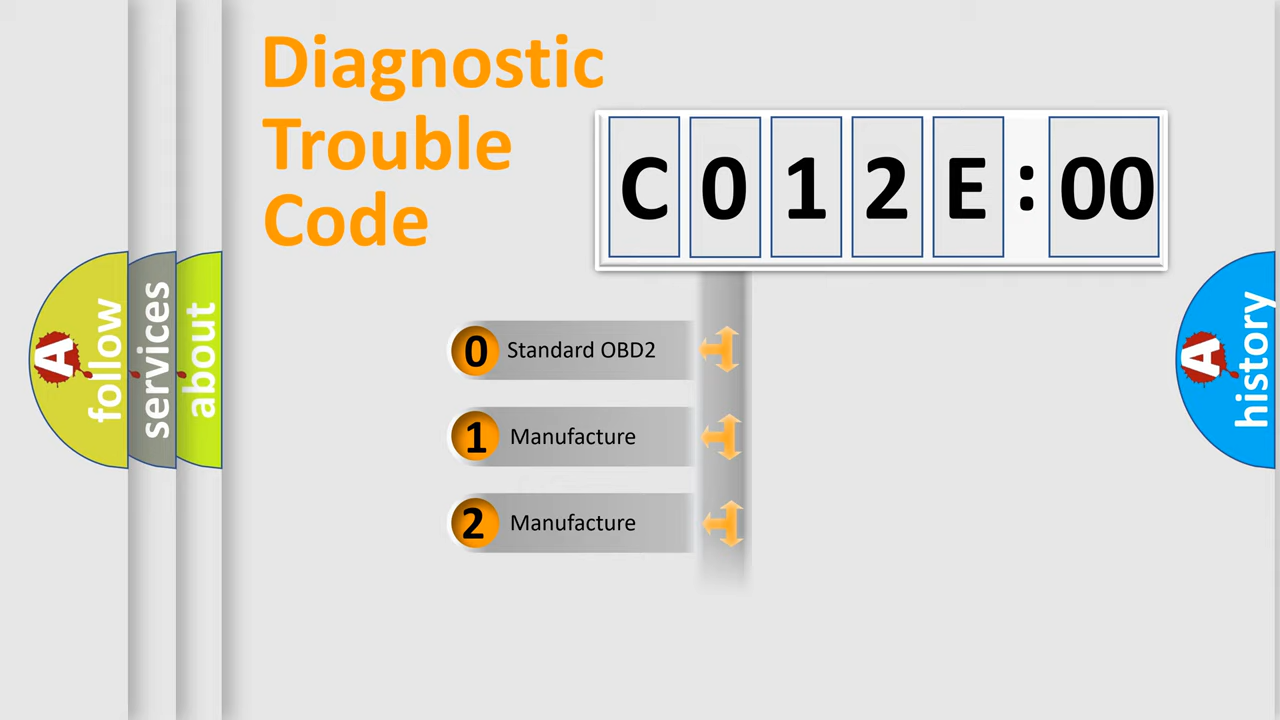 Diagnostic
Trouble
Code
C 0 1 2 E : 00
0 Standard OBD2
1 Manufacture
2 Manufacture
A follow
services
about
A history